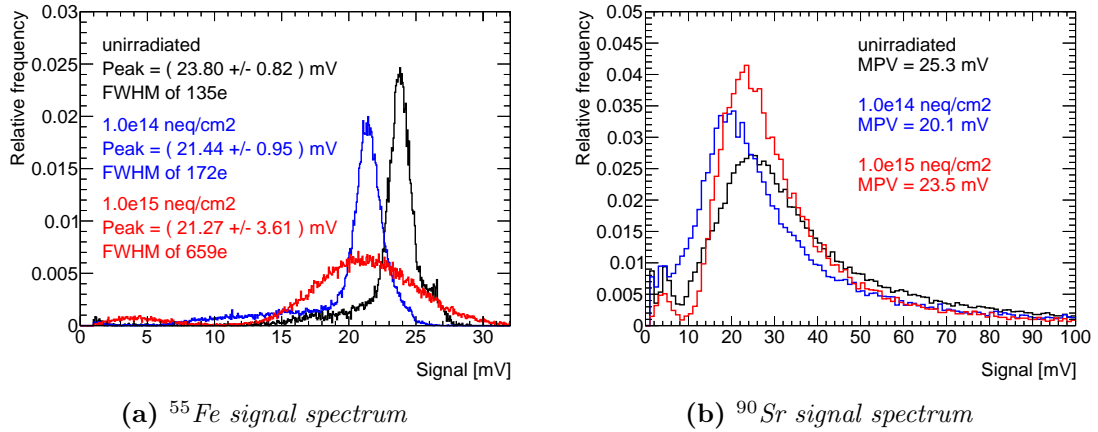 Relative frequency
0.03
0.025
0.02
0.015
0.01
0.005
0
unirradiated
Peak = ( 23.80 +/- 0.82 ) mV
FWHM of 135e
1.0e14 neq/cm2
Peak = ( 21.44 +/- 0.95 ) mV
FWHM of 172e
1.0e15 neq/cm2
Peak = ( 21.27 +/- 3.61 ) mV
FWHM of 659e
0 5 10 15 20 25 30
Signal [mV]
(a) ⁵⁵Fe signal spectrum
Relative frequency
0.05
0.045
0.04
0.035
0.03
0.025
0.02
0.015
0.01
0.005
0
unirradiated
MPV = 25.3 mV
1.0e14 neq/cm2
MPV = 20.1 mV
1.0e15 neq/cm2
MPV = 23.5 mV
0 10 20 30 40 50 60 70 80 90 100
Signal [mV]
(b) ⁹⁰Sr signal spectrum